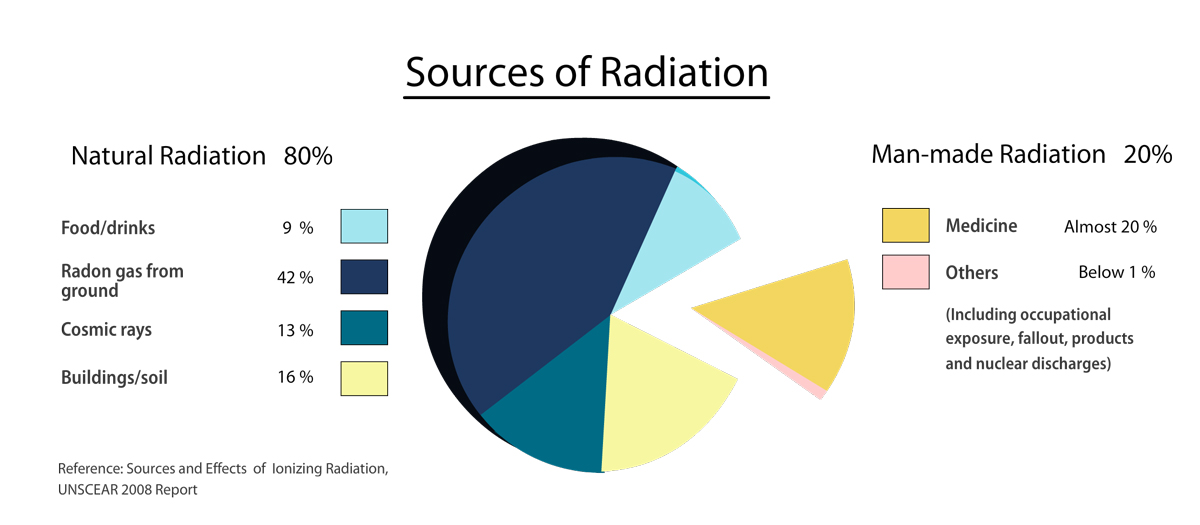 Sources of Radiation
Natural Radiation 80%
Food/drinks 9 %
Radon gas from
ground 42 %
Cosmic rays 13 %
Buildings/soil 16 %
Reference: Sources and Effects of Ionizing Radiation,
UNSCEAR 2008 Report
Man-made Radiation 20%
Medicine Almost 20 %
Others Below 1 %
(Including occupational
exposure, fallout, products
and nuclear discharges)